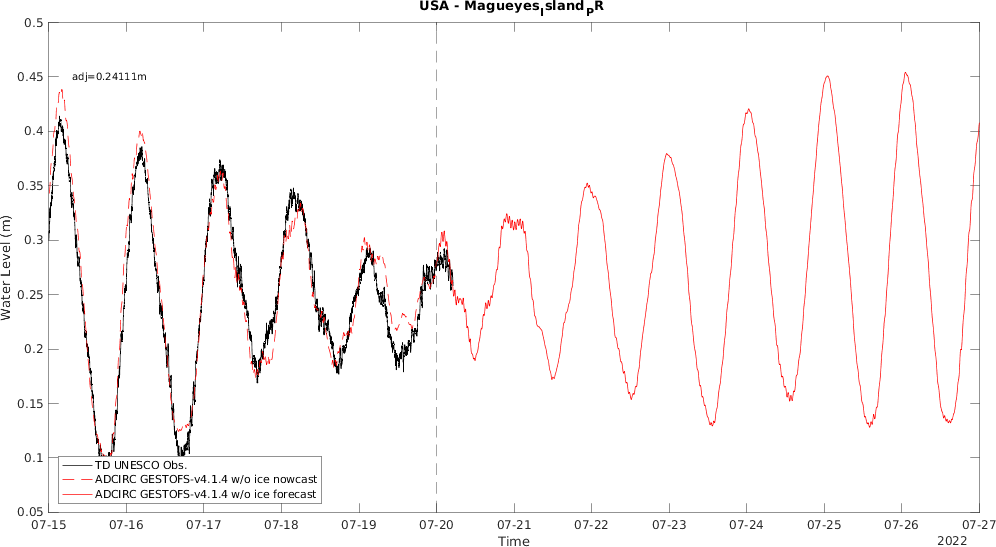 USA - Magueyes_Island_PR
0.5
0.45
0.4
0.35
0.3
0.25
0.2
0.15
0.1
0.05
Water Level (m)
adj=0.24111m
TD UNESCO Obs.
ADCIRC GESTOFS-v4.1.4 w/o ice nowcast
ADCIRC GESTOFS-v4.1.4 w/o ice forecast
07-15 07-16 07-17 07-18 07-19 07-20 07-21 07-22 07-23 07-24 07-25 07-26 07-27
Time
2022